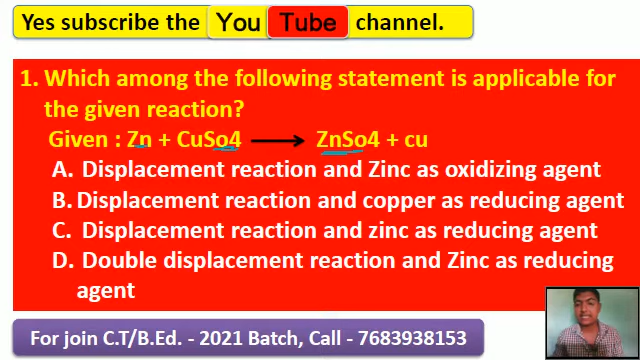 Yes subscribe the You Tube channel.
1. Which among the following statement is applicable for
the given reaction?
Given : Zn + CuSo4 ⟶ ZnSo4 + cu
A. Displacement reaction and Zinc as oxidizing agent
B. Displacement reaction and copper as reducing agent
C. Displacement reaction and zinc as reducing agent
D. Double displacement reaction and Zinc as reducing
agent
For join C.T/B.Ed. - 2021 Batch, Call - 7683938153